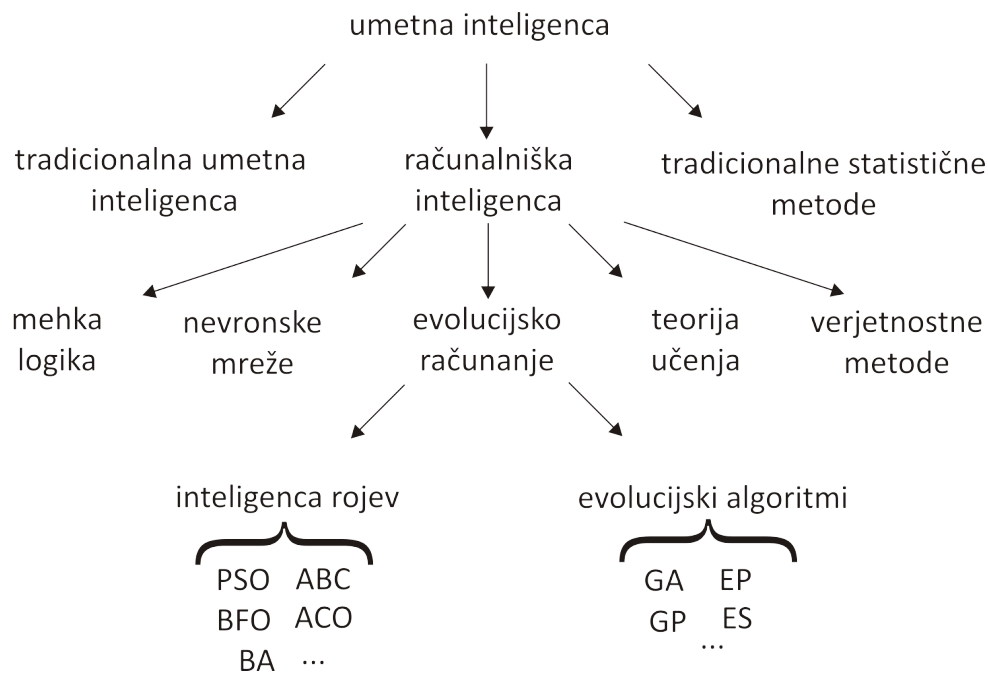 umetna inteligenca
tradicionalna umetna
inteligenca
računalniška
inteligenca
tradicionalne statistične
metode
mehka
logika
nevronske
mreže
evolucijsko
računanje
teorija
učenja
verjetnostne
metode
inteligenca rojev
PSO ABC
BFO ACO
BA ...
evolucijski algoritmi
GA EP
GP ES
...